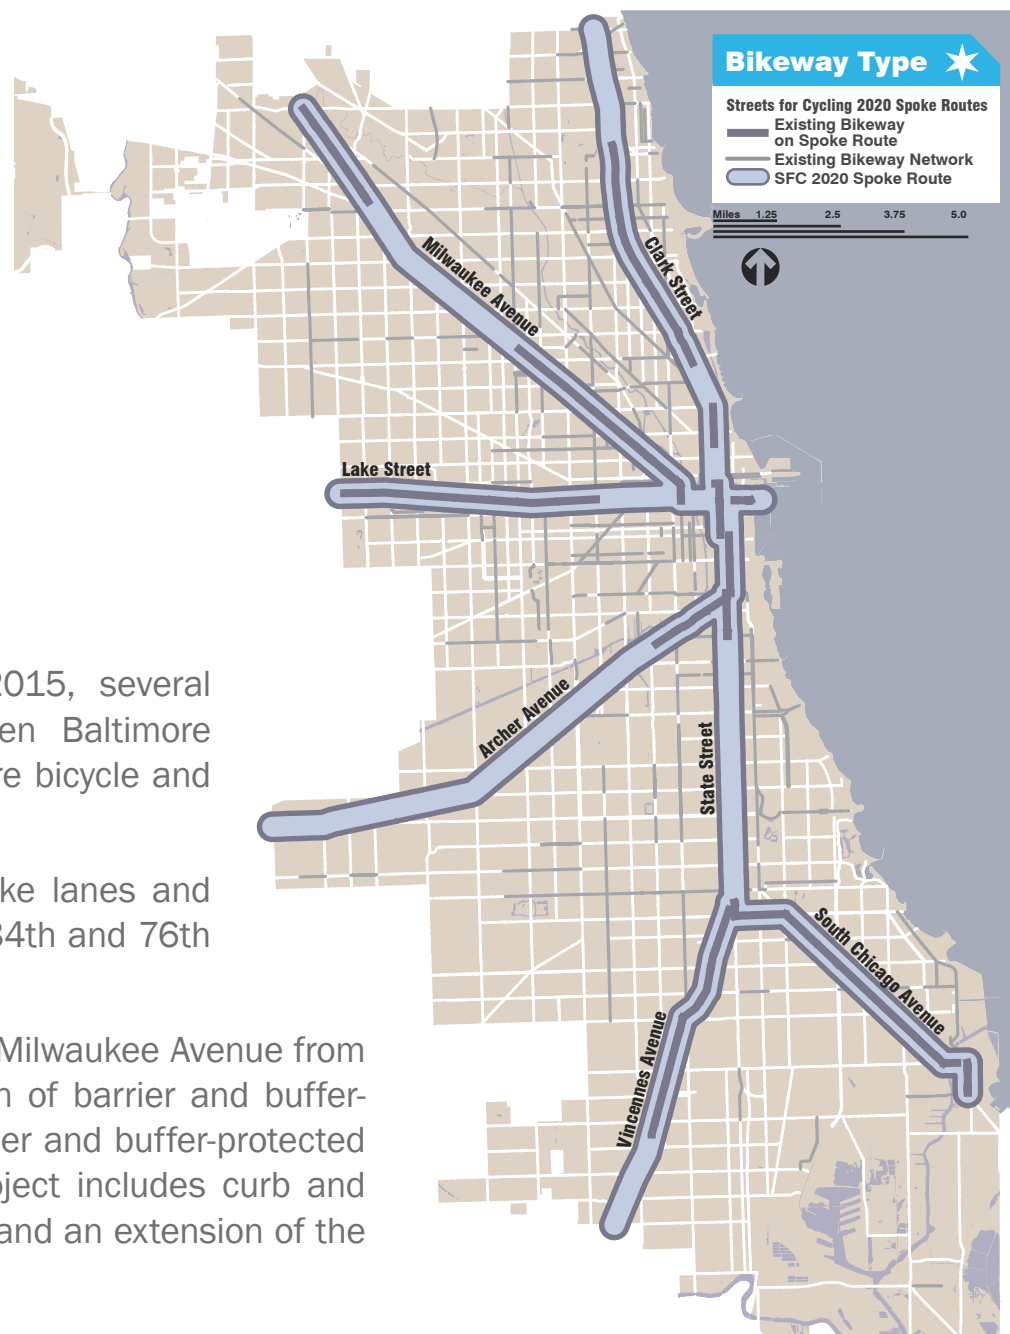 Bikeway Type
Streets for Cycling 2020 Spoke Routes
Existing Bikeway
on Spoke Route
Existing Bikeway Network
SFC 2020 Spoke Route
Miles 1.25 2.5 3.75 5.0
Clark Street
Milwaukee Avenue
Lake Street
Archer Avenue
State Street
South Chicago Avenue
Vincennes Avenue
2015, several
en Baltimore
re bicycle and
ke lanes and
34th and 76th
Milwaukee Avenue from
n of barrier and buffer-
er and buffer-protected
oject includes curb and
and an extension of the